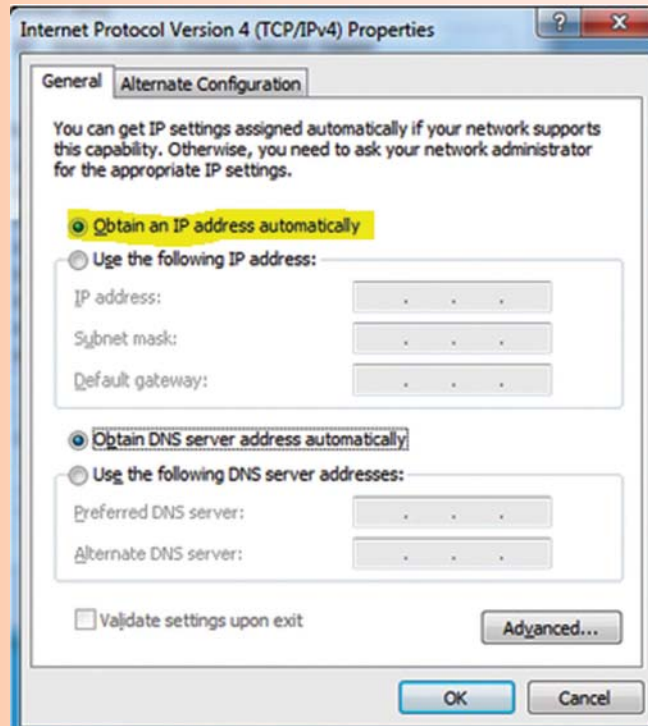 Internet Protocol Version 4 (TCP/IPv4) Properties
?
General
Alternate Configuration
You can get IP settings assigned automatically if your network supports
this capability. Otherwise, you need to ask your network administrator
for the appropriate IP settings.
Obtain an IP address automatically
Use the following IP address:
IP address:
Subnet mask:
Default gateway:
Obtain DNS server address automatically
Use the following DNS server addresses:
Preferred DNS server:
Alternate DNS server:
Validate settings upon exit
Advanced...
OK
Cancel